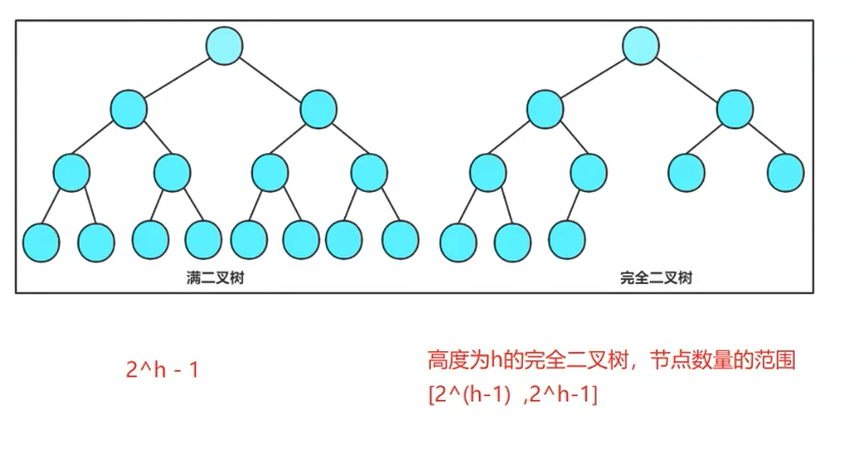 满二叉树
完全二叉树
2^h - 1
高度为h的完全二叉树，节点数量的范围
[2^(h-1) ,2^h-1]